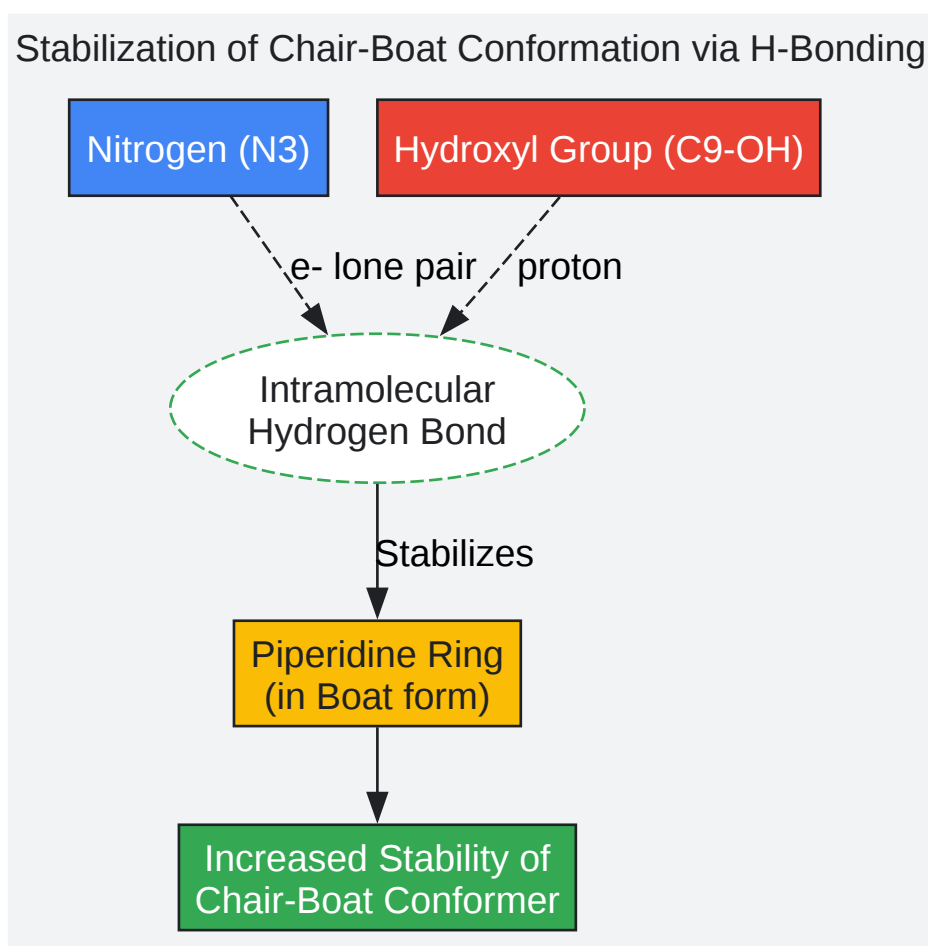 Stabilization of Chair-Boat Conformation via H-Bonding
Nitrogen (N3)
Hydroxyl Group (C9-OH)
e- lone pair
proton
Intramolecular
Hydrogen Bond
Stabilizes
Piperidine Ring
(in Boat form)
Increased Stability of
Chair-Boat Conformer